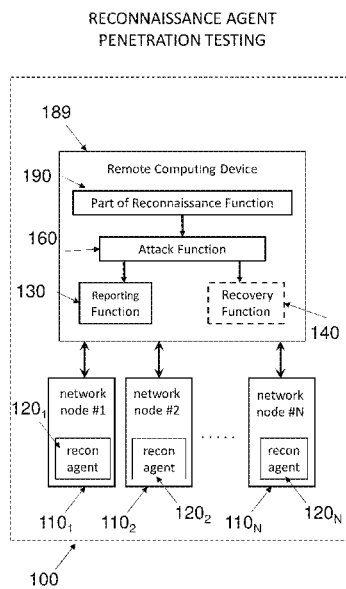 RECONNAISSANCE AGENT
PENETRATION TESTING
189
Remote Computing Device
190
Part of Reconnaissance Function
160
Attack Function
130
Reporting
Function
Recovery
Function
140
network
node #1
network
node #2
network
node #N
120₁
recon
agent
recon
agent
. . . . .
recon
agent
110₁
110₂
120₂
110N
120N
100